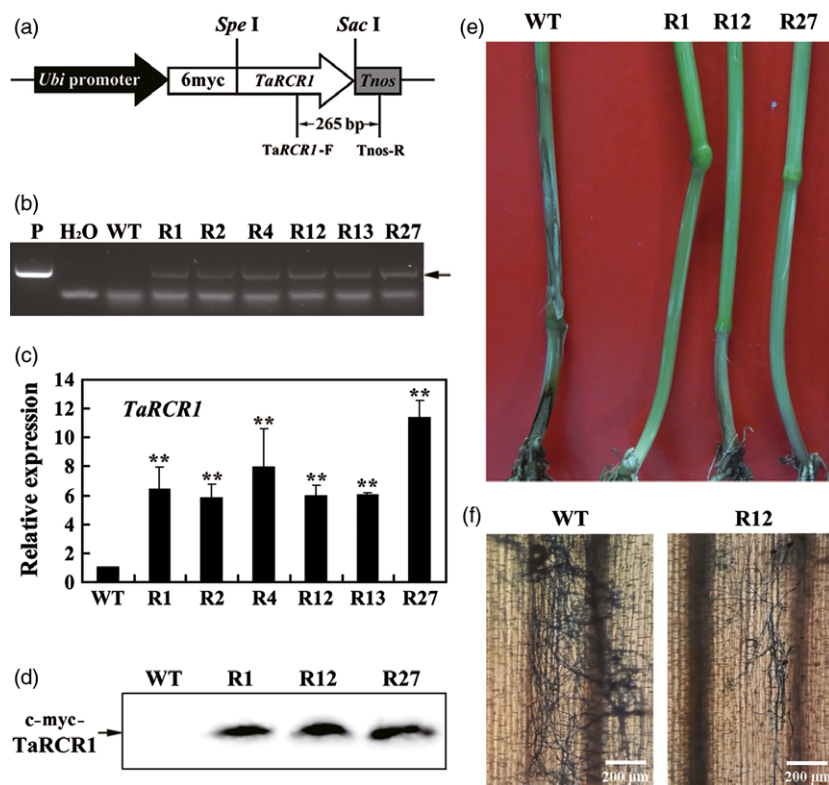 (a)
Spe I
Sac I
Ubi promoter
6myc
TaRCR1
Tnos
265 bp
TaRCR1-F
Tnos-R
(b)
P H₂O WT R1 R2 R4 R12 R13 R27
(c)
Relative expression
14
12
10
8
6
4
2
0
TaRCR1
**
**
**
**
**
**
WT R1 R2 R4 R12 R13 R27
(d)
WT R1 R12 R27
c-myc-
TaRCR1
(e)
WT R1 R12 R27
(f)
WT R12
200 μm
200 μm